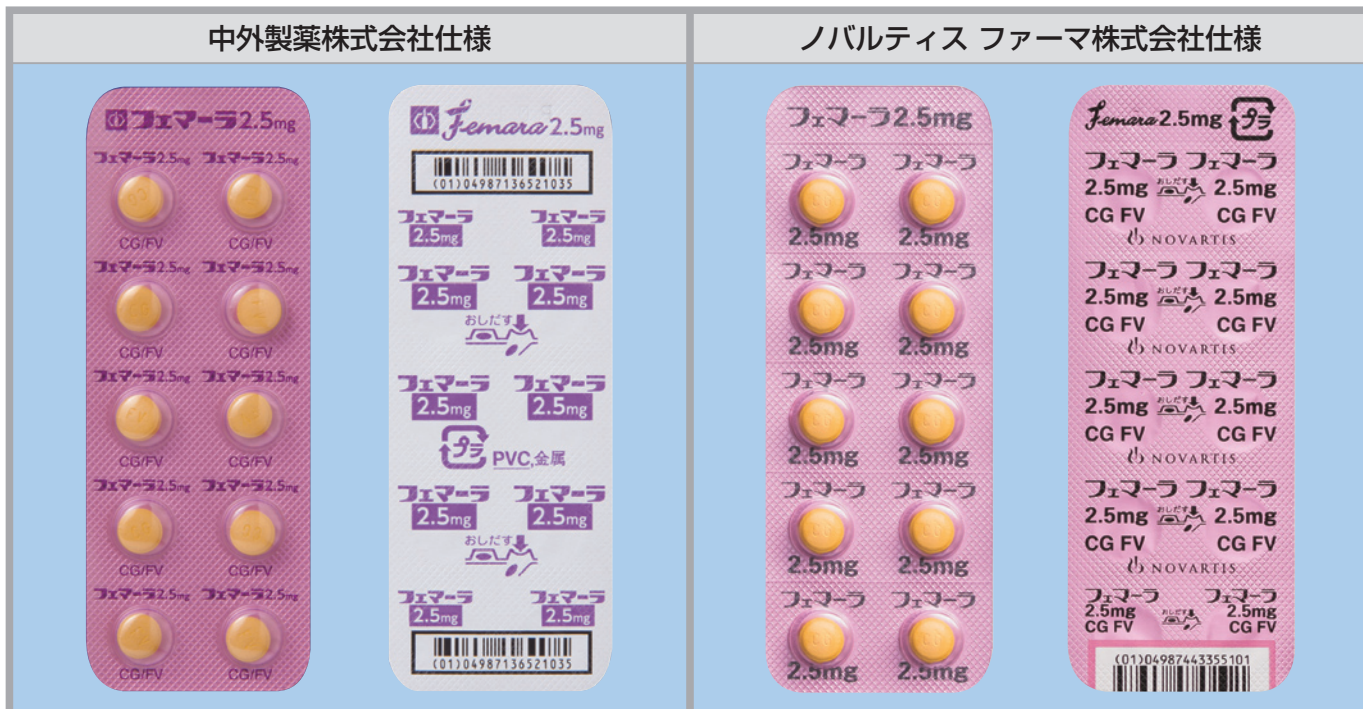 中外製薬株式会社仕様
ノバルティス ファーマ株式会社仕様
フェマーラ2.5mg
フェマーラ2.5mg フェマーラ2.5mg
CG/FV CG/FV
フェマーラ2.5mg フェマーラ2.5mg
CG/FV CG/FV
フェマーラ2.5mg フェマーラ2.5mg
CG/FV CG/FV
フェマーラ2.5mg フェマーラ2.5mg
CG/FV CG/FV
フェマーラ2.5mg フェマーラ2.5mg
CG/FV CG/FV
Femara 2.5mg
(01)04987136521035
フェマーラ フェマーラ
2.5mg 2.5mg
フェマーラ フェマーラ
2.5mg 2.5mg
おしだす
フェマーラ フェマーラ
2.5mg 2.5mg
プラ PVC,金属
フェマーラ フェマーラ
2.5mg 2.5mg
おしだす
フェマーラ フェマーラ
2.5mg 2.5mg
(01)04987136521035
フェマーラ2.5mg
フェマーラ フェマーラ
2.5mg 2.5mg
フェマーラ フェマーラ
2.5mg 2.5mg
フェマーラ フェマーラ
2.5mg 2.5mg
フェマーラ フェマーラ
2.5mg 2.5mg
フェマーラ フェマーラ
2.5mg 2.5mg
Femara 2.5mg プラ
フェマーラ フェマーラ
2.5mg おしだす 2.5mg
CG FV CG FV
NOVARTIS
フェマーラ フェマーラ
2.5mg おしだす 2.5mg
CG FV CG FV
NOVARTIS
フェマーラ フェマーラ
2.5mg おしだす 2.5mg
CG FV CG FV
NOVARTIS
フェマーラ フェマーラ
2.5mg おしだす 2.5mg
CG FV CG FV
NOVARTIS
フェマーラ フェマーラ
2.5mg おしだす 2.5mg
CG FV CG FV
(01)04987443355101